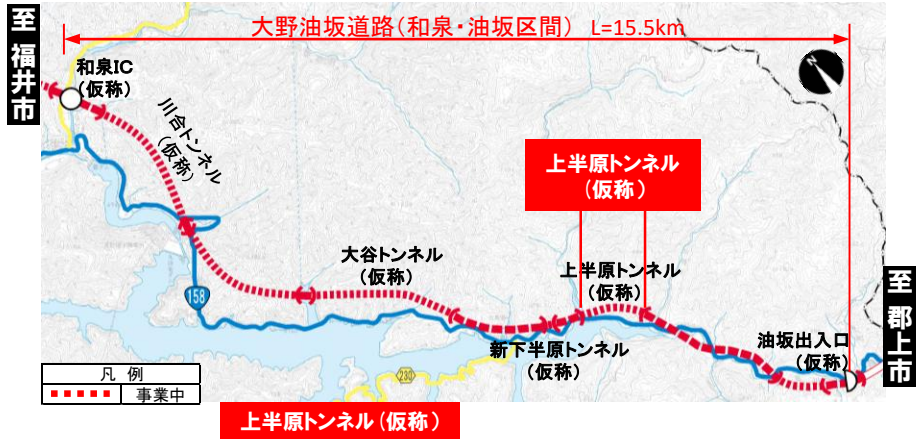 大野油坂道路(和泉・油坂区間) L=15.5km
至 福井市
和泉IC
(仮称)
川合トンネル
(仮称)
上半原トンネル
(仮称)
大谷トンネル
(仮称)
上半原トンネル
(仮称)
至 郡上市
158
油坂出入口
(仮称)
新下半原トンネル
(仮称)
230
凡 例
事業中
上半原トンネル(仮称)